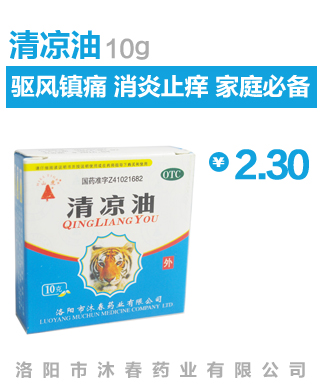 清凉油 10g
驱风镇痛 消炎止痒 家庭必备
¥ 2.30
国药准字Z41021682
OTC
清凉油
QINGLIANGYOU
10克
外
洛阳市沐春药业有限公司
LUOYANG MUCHUN MEDICINE COMPANY LTD
洛阳市沐春药业有限公司